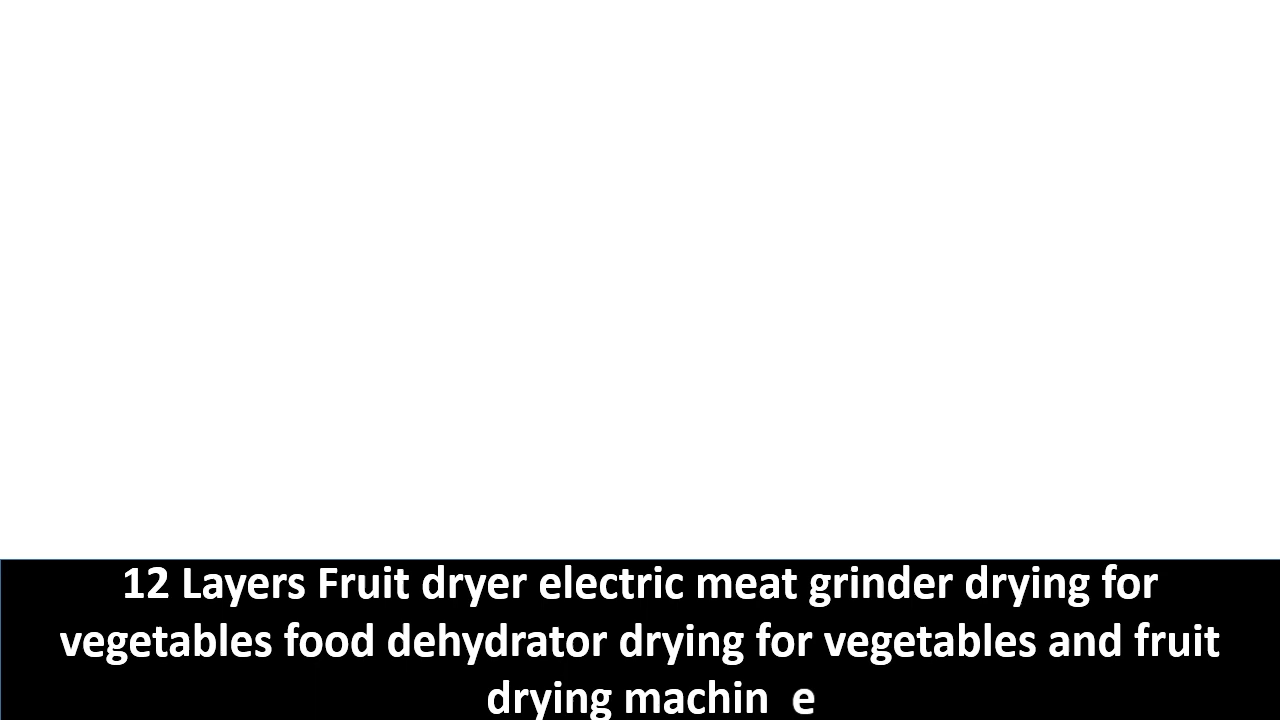 12 Layers Fruit dryer electric meat grinder drying for
vegetables food dehydrator drying for vegetables and fruit
drying machin  e